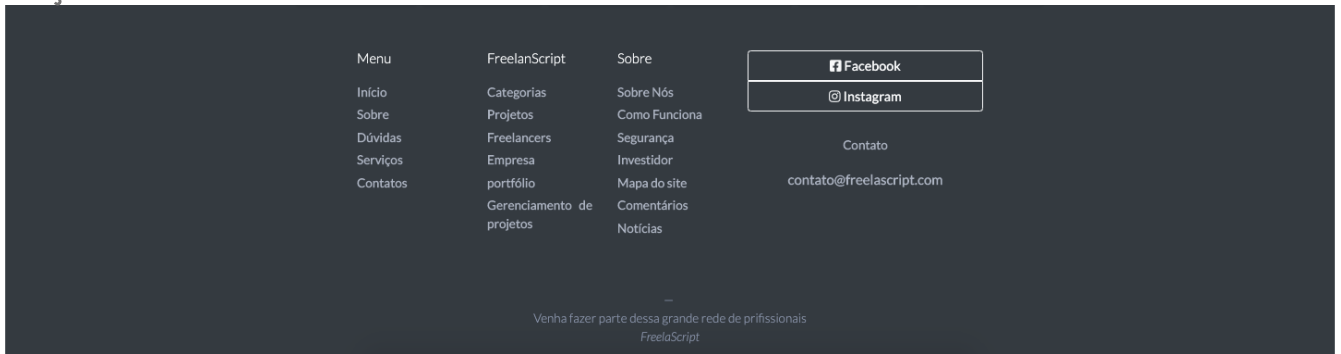 Menu
Início
Sobre
Dúvidas
Serviços
Contatos
FreelanScript
Categorias
Projetos
Freelancers
Empresa
portfólio
Gerenciamento de
projetos
Sobre
Sobre Nós
Como Funciona
Segurança
Investidor
Mapa do site
Comentários
Notícias
Facebook
Instagram
Contato
contato@freelascript.com
—
Venha fazer parte dessa grande rede de prifissionais
FreelaScript